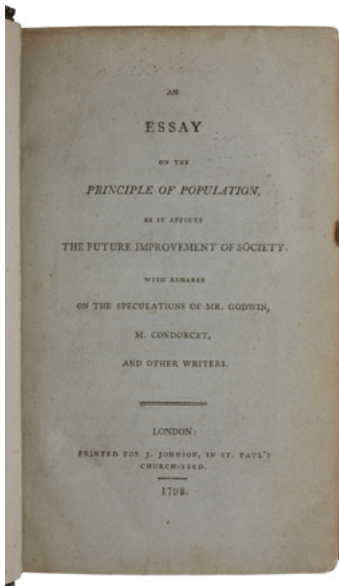 AN
ESSAY
ON THE
PRINCIPLE OF POPULATION,
AS IT AFFECTS
THE FUTURE IMPROVEMENT OF SOCIETY.
WITH REMARKS
ON THE SPECULATIONS OF MR. GODWIN,
M. CONDORCET,
AND OTHER WRITERS.
LONDON:
PRINTED FOR J. JOHNSON, IN ST. PAUL'S
CHURCH-YARD.
1798.